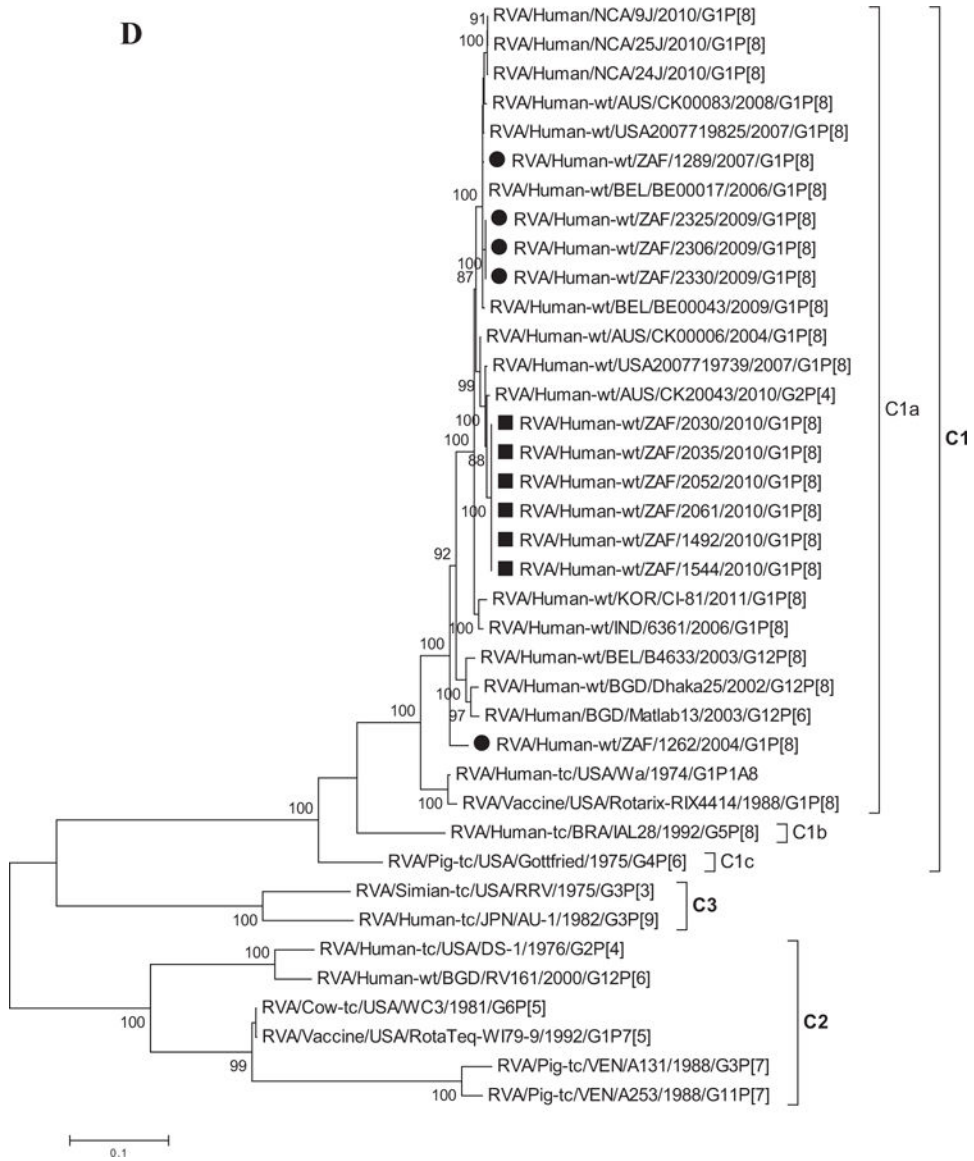 D
91
RVA/Human/NCA/9J/2010/G1P[8]
100
RVA/Human/NCA/25J/2010/G1P[8]
RVA/Human/NCA/24J/2010/G1P[8]
RVA/Human-wt/AUS/CK00083/2008/G1P[8]
RVA/Human-wt/USA2007719825/2007/G1P[8]
RVA/Human-wt/ZAF/1289/2007/G1P[8]
100
RVA/Human-wt/BEL/BE00017/2006/G1P[8]
RVA/Human-wt/ZAF/2325/2009/G1P[8]
RVA/Human-wt/ZAF/2306/2009/G1P[8]
100
87
RVA/Human-wt/ZAF/2330/2009/G1P[8]
RVA/Human-wt/BEL/BE00043/2009/G1P[8]
RVA/Human-wt/AUS/CK00006/2004/G1P[8]
RVA/Human-wt/USA2007719739/2007/G1P[8]
99
RVA/Human-wt/AUS/CK20043/2010/G2P[4]
C1a
100
RVA/Human-wt/ZAF/2030/2010/G1P[8]
100
C1
RVA/Human-wt/ZAF/2035/2010/G1P[8]
88
RVA/Human-wt/ZAF/2052/2010/G1P[8]
RVA/Human-wt/ZAF/2061/2010/G1P[8]
100
RVA/Human-wt/ZAF/1492/2010/G1P[8]
92
RVA/Human-wt/ZAF/1544/2010/G1P[8]
RVA/Human-wt/KOR/CI-81/2011/G1P[8]
100
RVA/Human-wt/IND/6361/2006/G1P[8]
100
RVA/Human-wt/BEL/B4633/2003/G12P[8]
RVA/Human-wt/BGD/Dhaka25/2002/G12P[8]
100
97
RVA/Human/BGD/Matlab13/2003/G12P[6]
100
RVA/Human-wt/ZAF/1262/2004/G1P[8]
RVA/Human-tc/USA/Wa/1974/G1P1A8
100
RVA/Vaccine/USA/Rotarix-RIX4414/1988/G1P[8]
100
RVA/Human-tc/BRA/IAL28/1992/G5P[8]
C1b
RVA/Pig-tc/USA/Gottfried/1975/G4P[6]
C1c
RVA/Simian-tc/USA/RRV/1975/G3P[3]
C3
100
RVA/Human-tc/JPN/AU-1/1982/G3P[9]
100
RVA/Human-tc/USA/DS-1/1976/G2P[4]
RVA/Human-wt/BGD/RV161/2000/G12P[6]
RVA/Cow-tc/USA/WC3/1981/G6P[5]
100
C2
RVA/Vaccine/USA/RotaTeq-WI79-9/1992/G1P7[5]
99
RVA/Pig-tc/VEN/A131/1988/G3P[7]
100
RVA/Pig-tc/VEN/A253/1988/G11P[7]
0.1